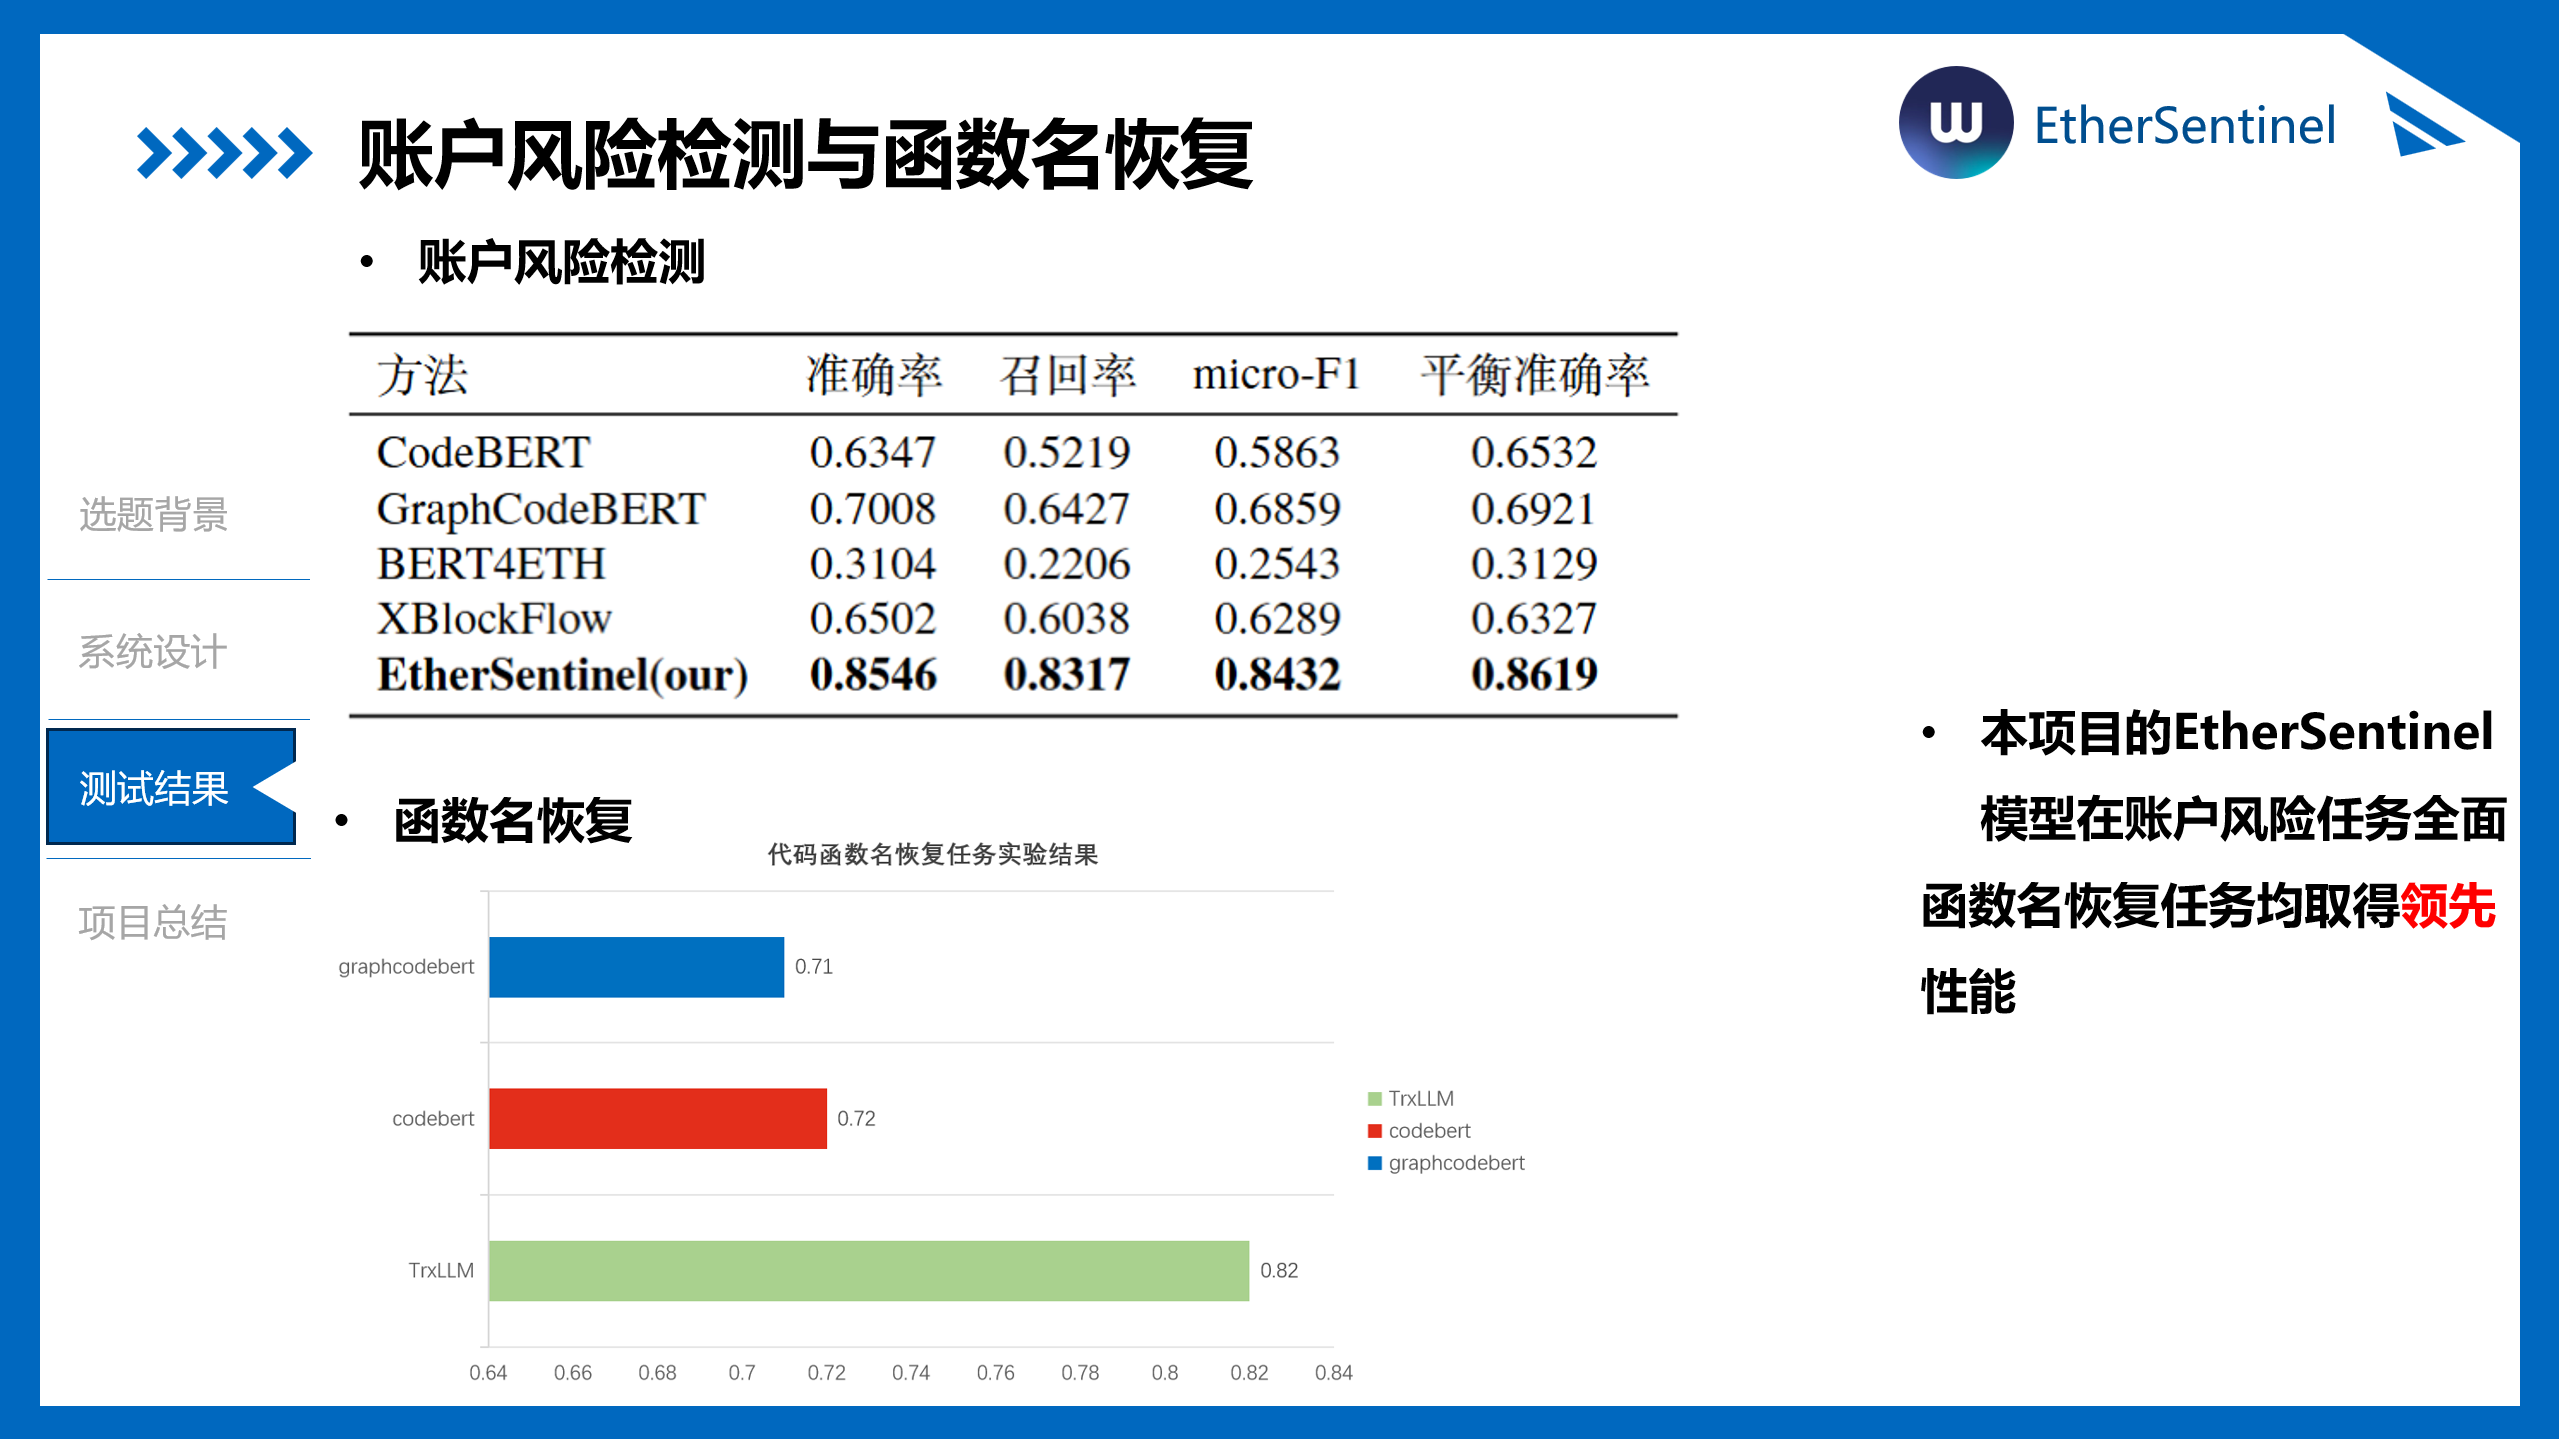 账户风险检测与函数名恢复
EtherSentinel
账户风险检测
方法 准确率 召回率 micro-F1 平衡准确率
CodeBERT 0.6347 0.5219 0.5863 0.6532
GraphCodeBERT 0.7008 0.6427 0.6859 0.6921
BERT4ETH 0.3104 0.2206 0.2543 0.3129
XBlockFlow 0.6502 0.6038 0.6289 0.6327
EtherSentinel(our) 0.8546 0.8317 0.8432 0.8619
选题背景
系统设计
测试结果
项目总结
函数名恢复
代码函数名恢复任务实验结果
graphcodebert 0.71
codebert 0.72
TrxLLM 0.82
0.64 0.66 0.68 0.7 0.72 0.74 0.76 0.78 0.8 0.82 0.84
TrxLLM
codebert
graphcodebert
本项目的EtherSentinel
模型在账户风险任务全面
函数名恢复任务均取得领先
性能